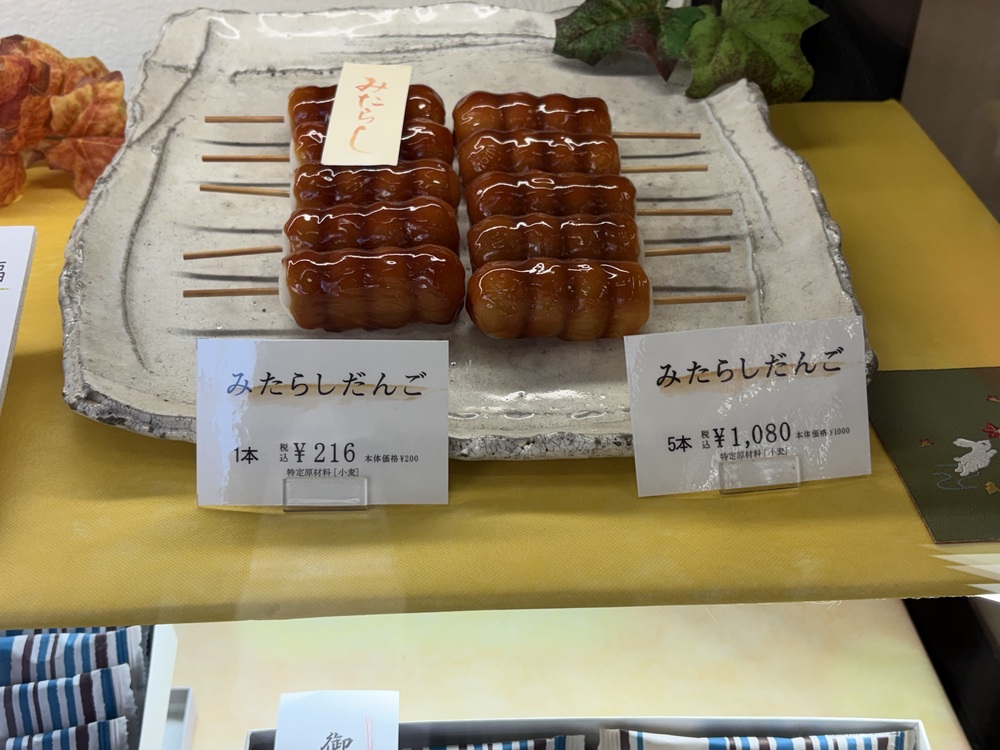 みたらし
福
みたらしだんご
1本 税込 ¥216 本体価格¥200
特定原材料[小麦]
みたらしだんご
5本 税込 ¥1,080 本体価格¥1000
特定原材料[小麦]
御